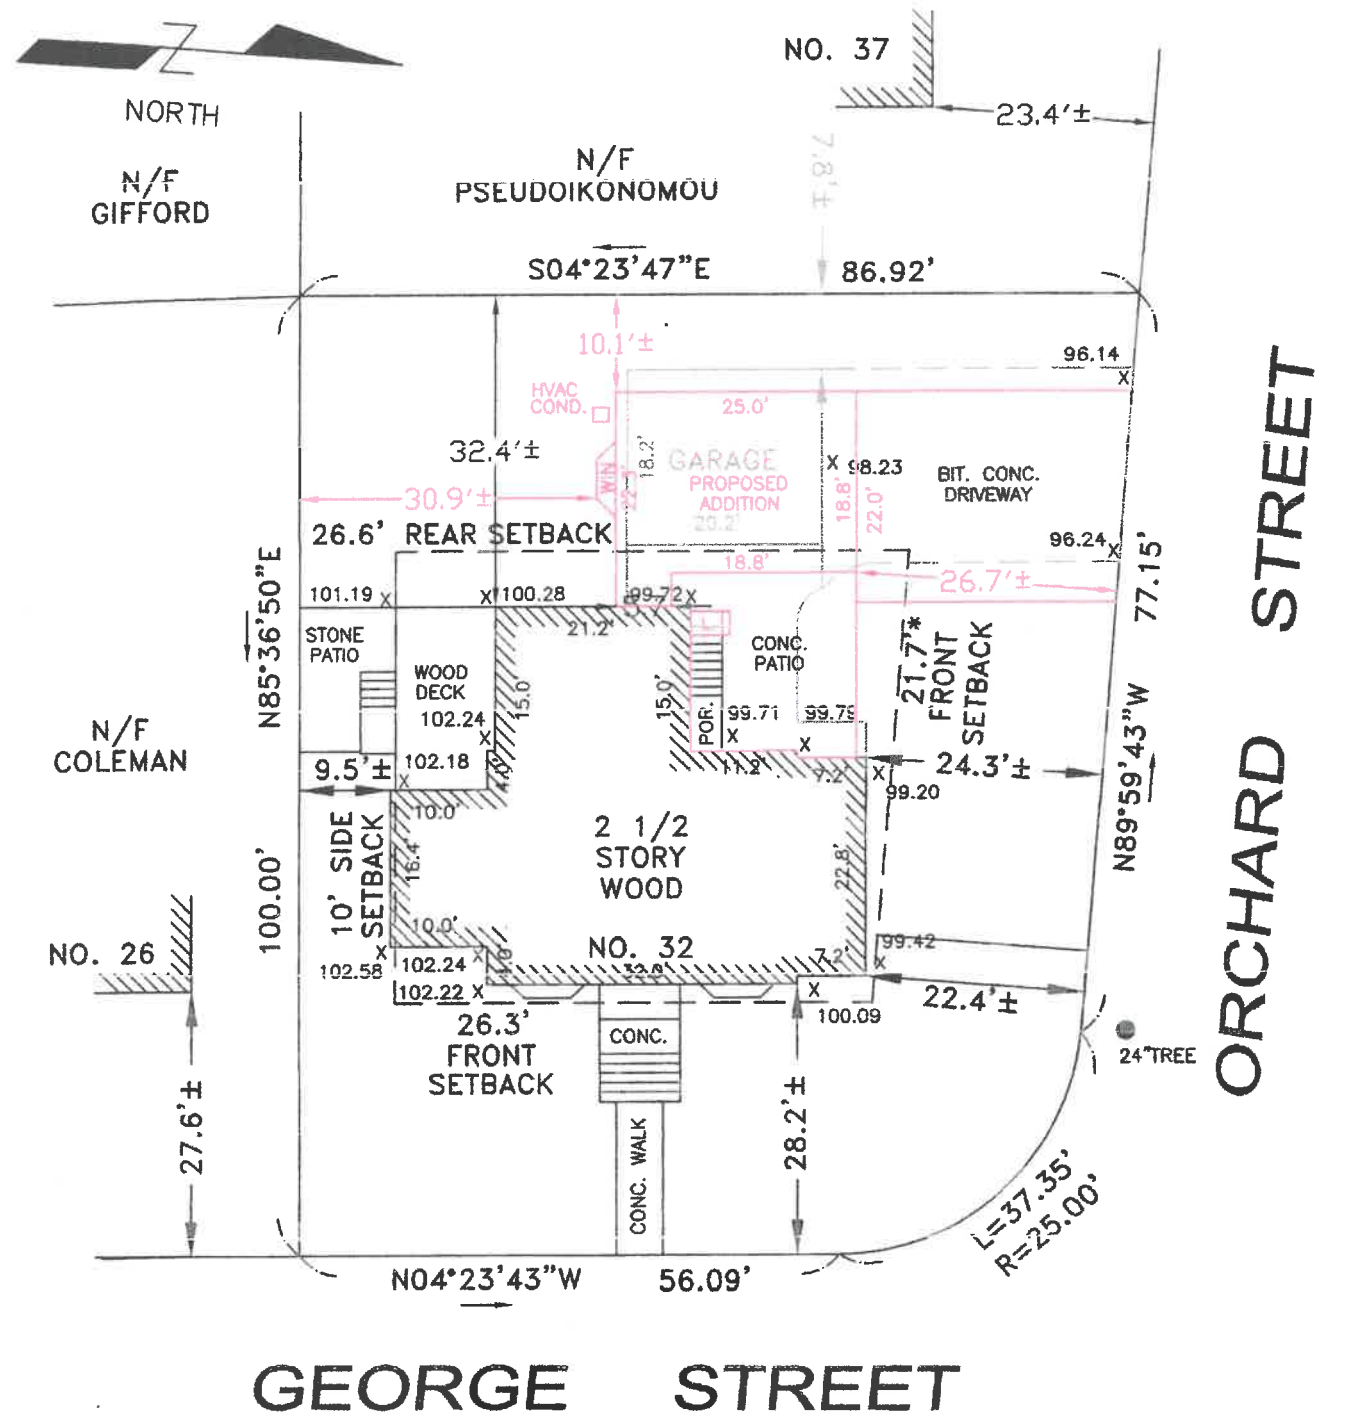 NO. 37
23.4'±
7.8'±
NORTH
N/F
GIFFORD
N/F
PSEUDOIKONOMOU
S04°23'47"E
86.92'
10.1'±
HVAC
COND.
96.14
25.0'
32.4'±
18.2'
GARAGE
PROPOSED
ADDITION
20.2'
WIN
98.23
18.8'
22.0'
BIT. CONC.
DRIVEWAY
30.9'±
26.6' REAR SETBACK
96.24
18.8'
26.7'±
101.19
100.28
99.72
21.2'
STONE
PATIO
WOOD
DECK
15.0'
15.0'
CONC.
PATIO
N85°36'50"E
100.00'
77.15'
N89°59'43"W
21.7'*
FRONT
SETBACK
102.24
POR.
99.71
99.79
N/F
COLEMAN
9.5'±
102.18
11.2'
7.2'
24.3'±
99.20
10.0'
10' SIDE
SETBACK
16.4'
2 1/2
STORY
WOOD
22.8'
10.0'
NO. 26
102.58
102.24
NO. 32
32.0'
7.2'
99.42
102.22
22.4'±
100.09
26.3'
FRONT
SETBACK
CONC.
24"TREE
27.6'±
CONC. WALK
28.2'±
L=37.35'
R=25.00'
N04°23'43"W
56.09'
ORCHARD STREET
GEORGE STREET